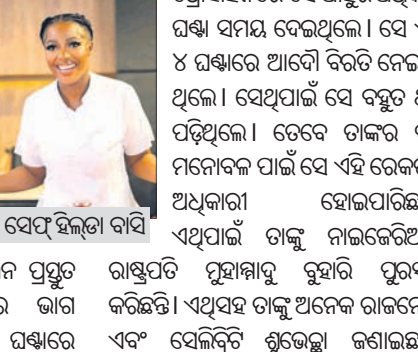 ଘଣ୍ଟା ସମୟ ଦେଇଥିଲେ। ସେ
୪ ଘଣ୍ଟାରେ ଆଦୌ ବିରତି ନେଇ
ଥିଲେ। ସେଥିପାଇଁ ସେ ବହୁତ
ପଡ଼ିଥିଲେ। ତେବେ ତାଙ୍କର
ମନୋବଳ ପାଇଁ ସେ ଏହି ରେକ
ଅଧିକାରୀ ହୋଇପାରିଛ
ଏଥିପାଇଁ ତାଙ୍କୁ ନାଇଜେରିଆ
ରାଷ୍ଟ୍ରପତି ମୁହାମ୍ମାଦୁ ବୁହାରି ପୁରସ
କରିଛନ୍ତି। ଏଥିସହ ତାଙ୍କୁ ଅନେକ ରାଜନେ
ଏବଂ ସେଲିବ୍ରିଟି ଶୁଭେଚ୍ଛା ଜଣାଇଛ
ସେଫ୍ ହିଲ୍‌ଡା ବାସି
ନ ପ୍ରସ୍ତୁତ
ର ଭାଗ
ଘଣ୍ଟାରେ